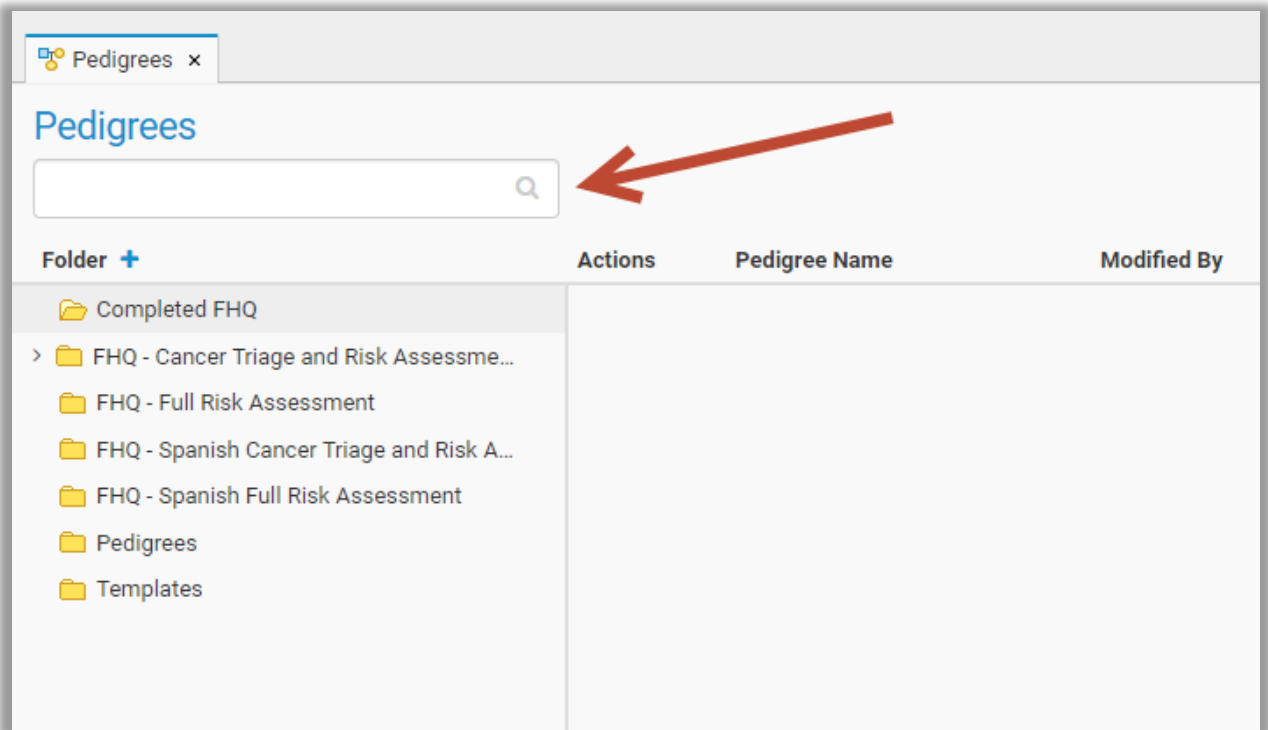 Pedigrees ×
Pedigrees
Folder + Actions Pedigree Name Modified By
Completed FHQ
> FHQ - Cancer Triage and Risk Assessme...
FHQ - Full Risk Assessment
FHQ - Spanish Cancer Triage and Risk A...
FHQ - Spanish Full Risk Assessment
Pedigrees
Templates